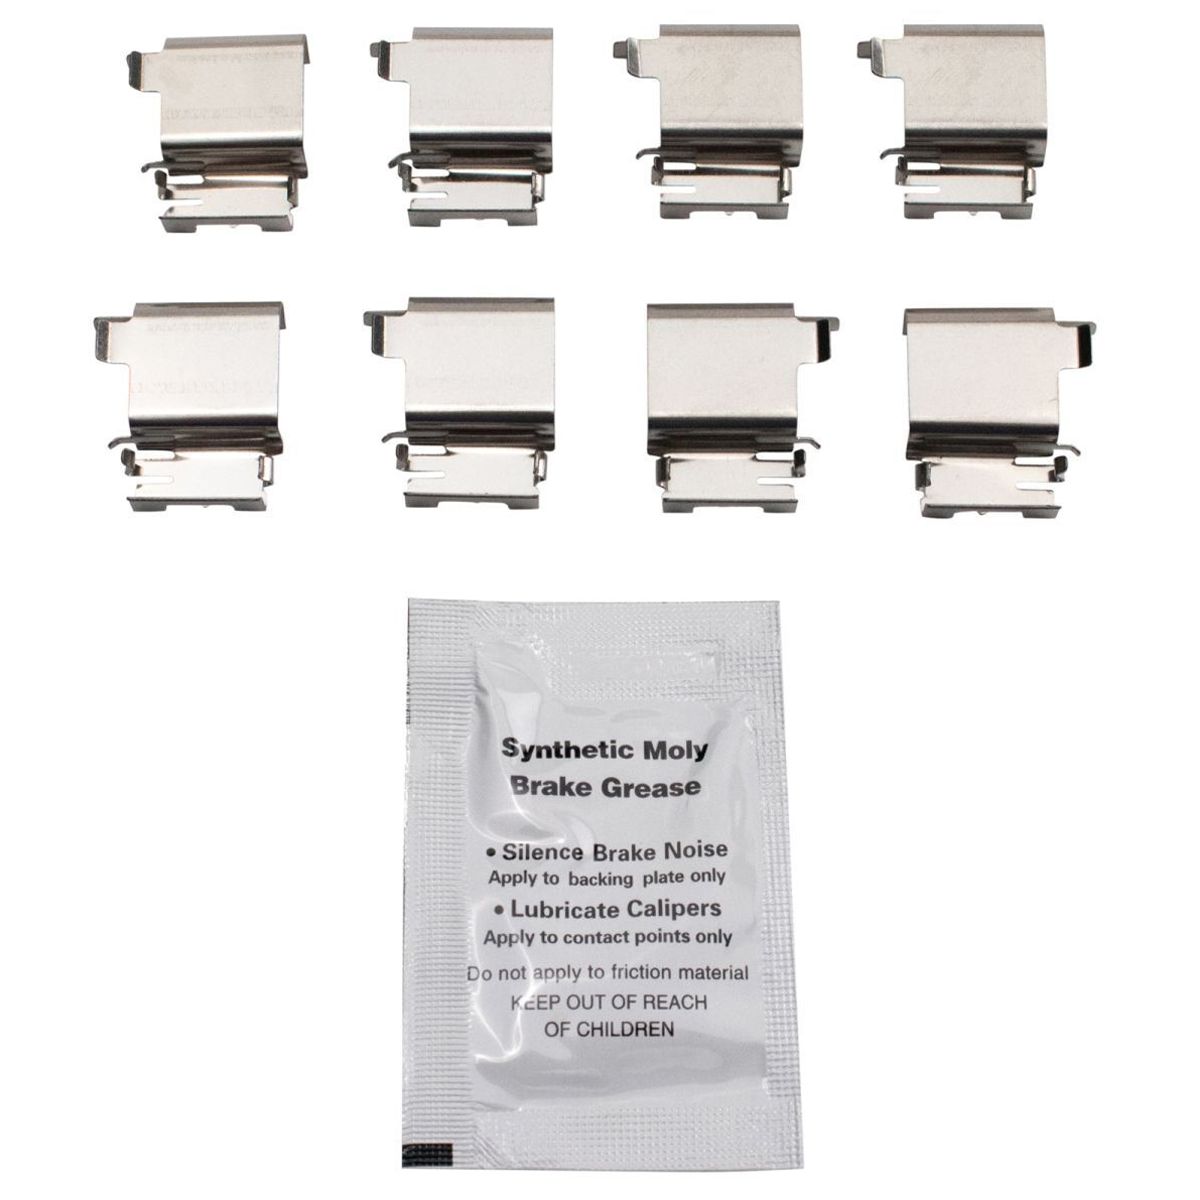 Synthetic Moly
Brake Grease
• Silence Brake Noise
Apply to backing plate only
• Lubricate Calipers
Apply to contact points only
Do not apply to friction material
KEEP OUT OF REACH
OF CHILDREN